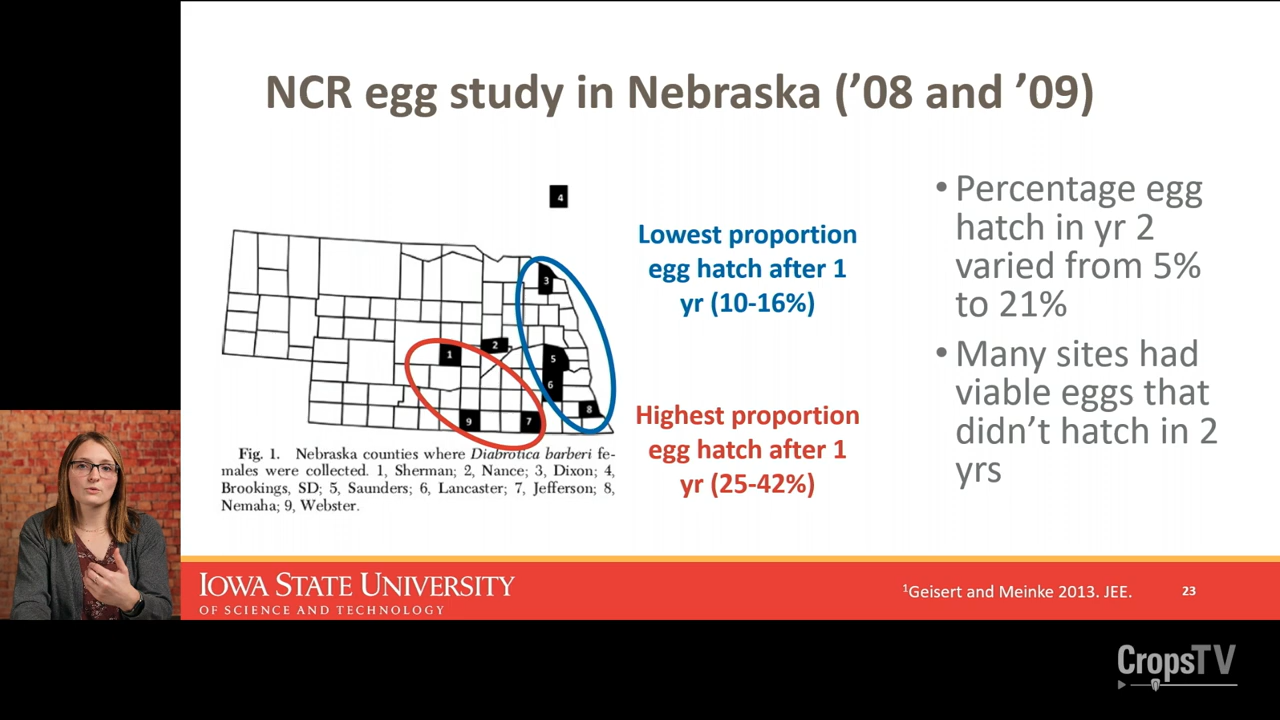 NCR egg study in Nebraska (’08 and ’09)
4
3
2
1
5
6
8
9
7
Lowest proportion
egg hatch after 1
yr (10-16%)
Highest proportion
egg hatch after 1
yr (25-42%)
Fig. 1. Nebraska counties where Diabrotica barberi fe-
males were collected. 1, Sherman; 2, Nance; 3, Dixon; 4,
Brookings, SD; 5, Saunders; 6, Lancaster; 7, Jefferson; 8,
Nemaha; 9, Webster.
• Percentage egg
hatch in yr 2
varied from 5%
to 21%
• Many sites had
viable eggs that
didn’t hatch in 2
yrs
IOWA STATE UNIVERSITY
OF SCIENCE AND TECHNOLOGY
1Geisert and Meinke 2013. JEE.
23
CropsTV